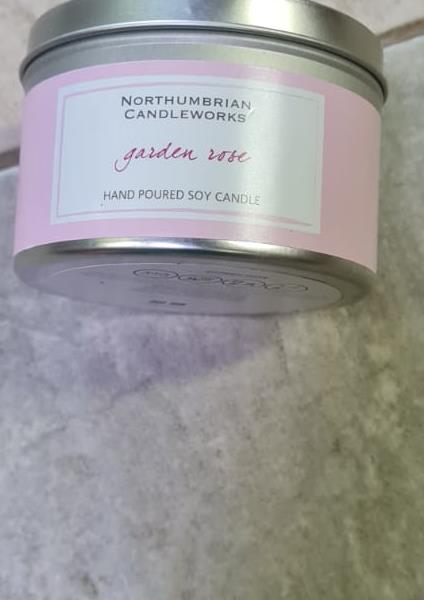 NORTHUMBRIAN
CANDLEWORKS
garden rose
HAND POURED SOY CANDLE